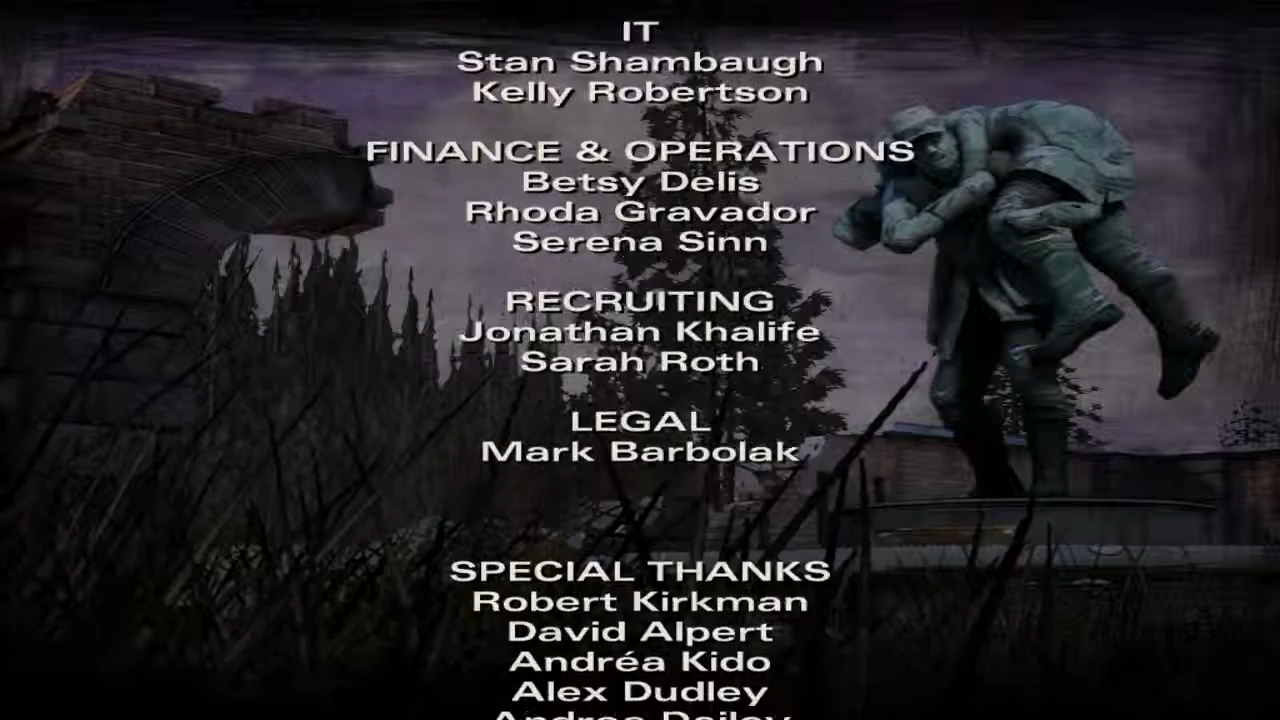 IT
Stan Shambaugh
Kelly Robertson
FINANCE & OPERATIONS
Betsy Delis
Rhoda Gravador
Serena Sinn
RECRUITING
Jonathan Khalife
Sarah Roth
LEGAL
Mark Barbolak
SPECIAL THANKS
Robert Kirkman
David Alpert
Andréa Kido
Alex Dudley